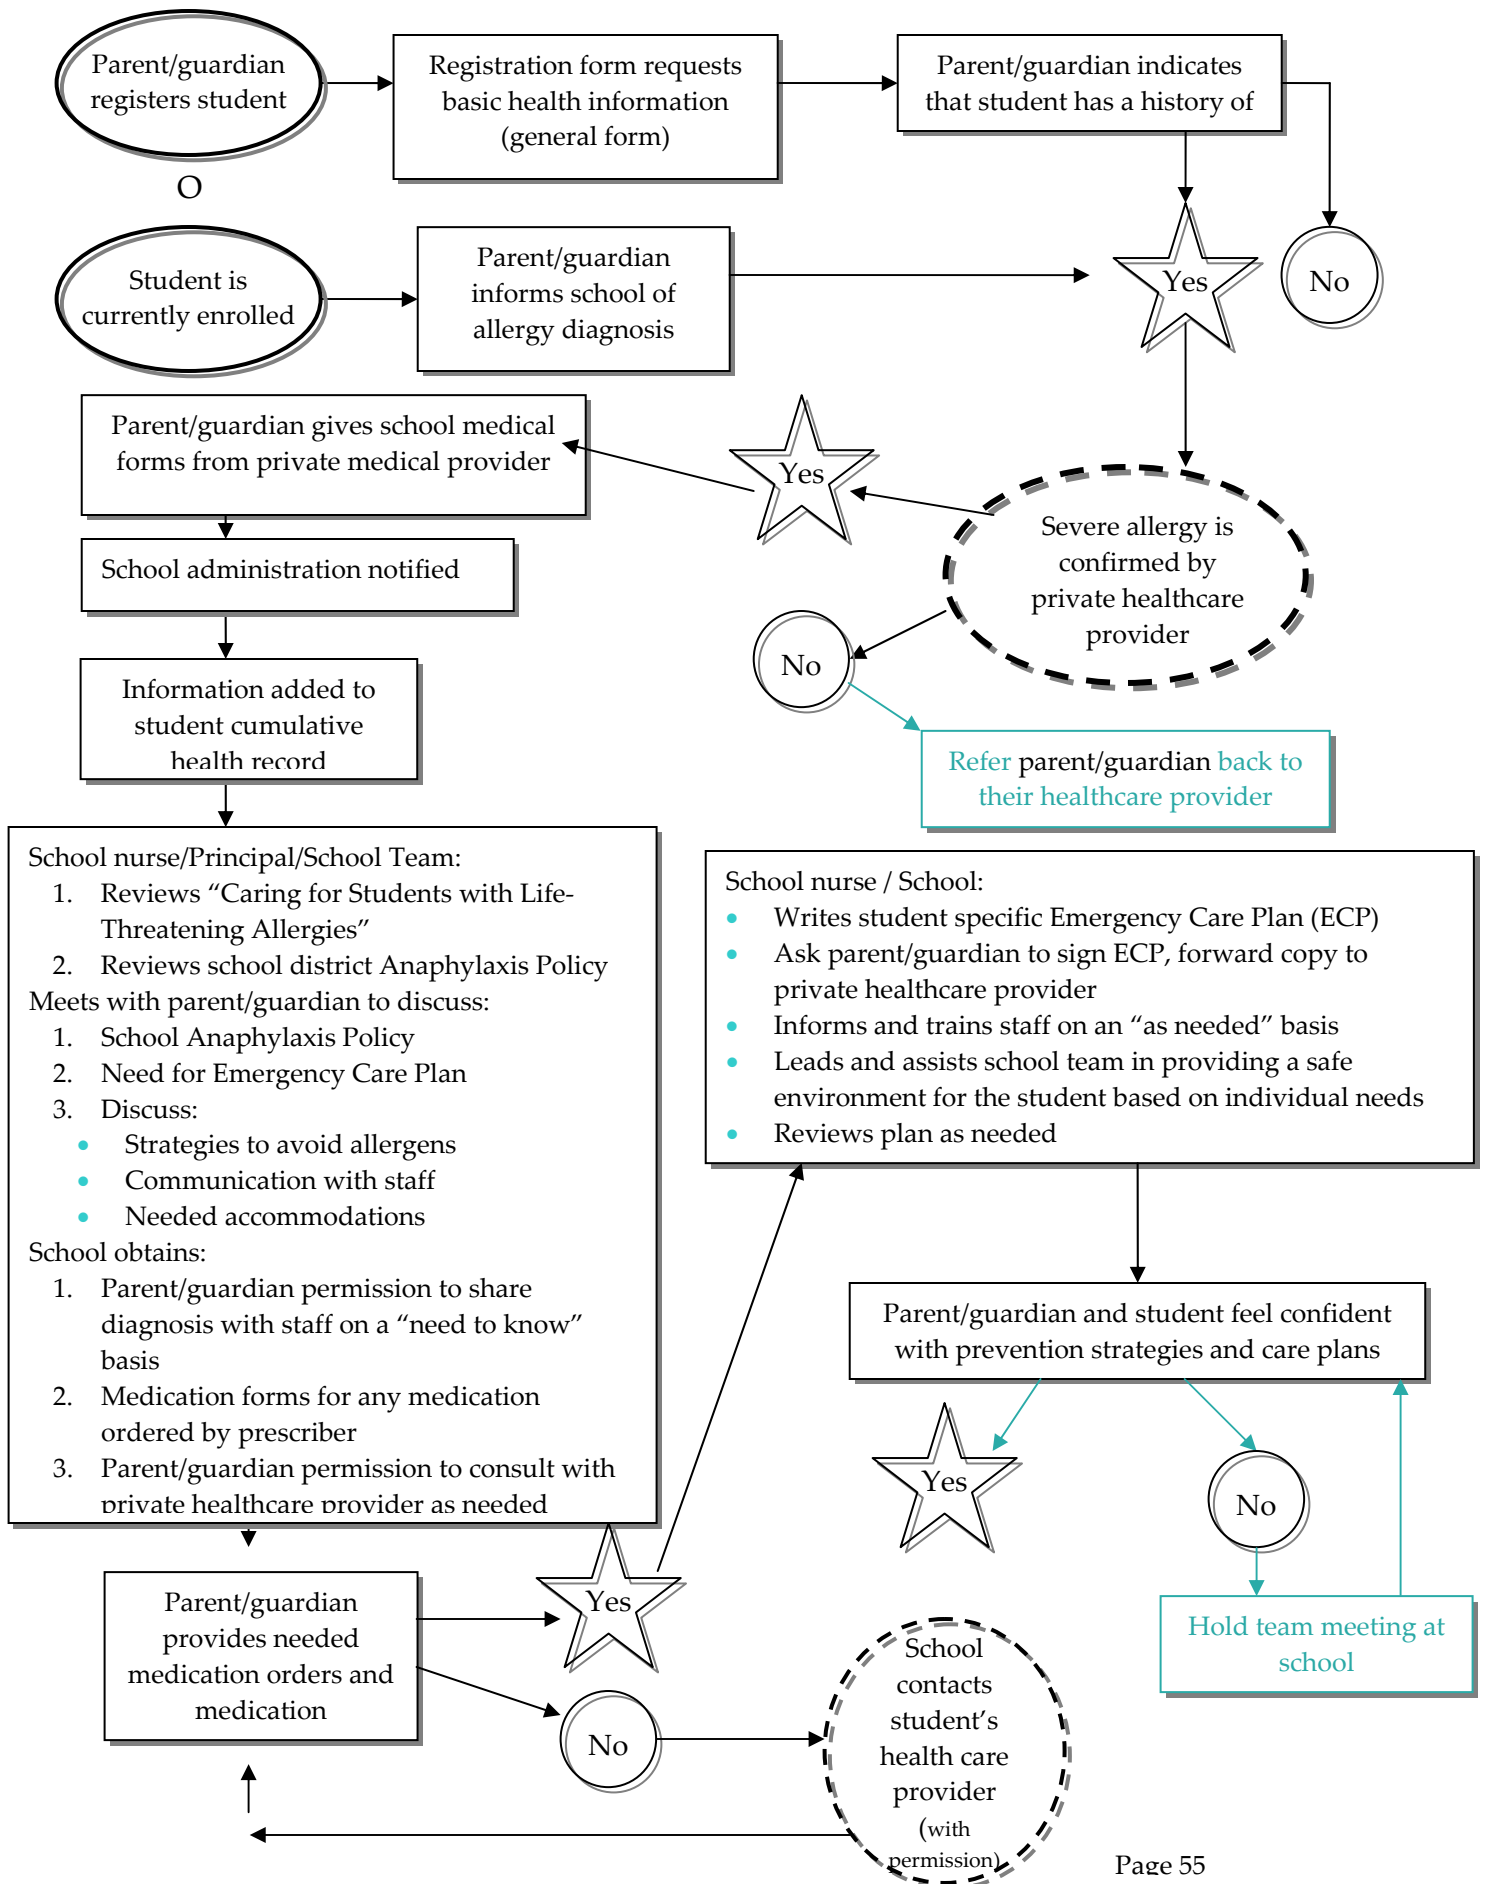 Parent/guardian
registers student
Registration form requests
basic health information
(general form)
Parent/guardian indicates
that student has a history of
O
Student is
currently enrolled
Parent/guardian
informs school of
allergy diagnosis
Yes
No
Parent/guardian gives school medical
forms from private medical provider
Yes
Severe allergy is
confirmed by
private healthcare
provider
School administration notified
No
Information added to
student cumulative
health record
Refer parent/guardian back to
their healthcare provider
School nurse/Principal/School Team:
1. Reviews “Caring for Students with Life-
Threatening Allergies”
2. Reviews school district Anaphylaxis Policy
Meets with parent/guardian to discuss:
1. School Anaphylaxis Policy
2. Need for Emergency Care Plan
3. Discuss:
• Strategies to avoid allergens
• Communication with staff
• Needed accommodations
School obtains:
1. Parent/guardian permission to share
diagnosis with staff on a “need to know”
basis
2. Medication forms for any medication
ordered by prescriber
3. Parent/guardian permission to consult with
private healthcare provider as needed
School nurse / School:
• Writes student specific Emergency Care Plan (ECP)
• Ask parent/guardian to sign ECP, forward copy to
private healthcare provider
• Informs and trains staff on an “as needed” basis
• Leads and assists school team in providing a safe
environment for the student based on individual needs
• Reviews plan as needed
Parent/guardian and student feel confident
with prevention strategies and care plans
Yes
No
Hold team meeting at
school
Parent/guardian
provides needed
medication orders and
medication
Yes
No
School
contacts
student’s
health care
provider
(with
permission)
Page 55